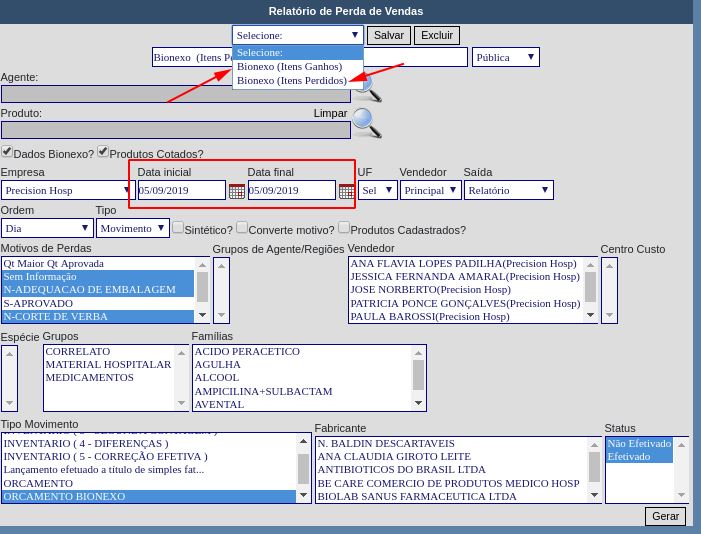 Relatório de Perda de Vendas
Selecione: Salvar Excluir
Selecione:
Bionexo (Itens Ganhos)
Bionexo (Itens Perdidos)
Bionexo (Itens Pública
Agente:
Produto: Limpar
Dados Bionexo? Produtos Cotados?
Empresa Data inicial Data final UF Vendedor Saída
Precision Hosp 05/09/2019 05/09/2019 Sel Principal Relatório
Ordem Tipo
Dia Movimento Sintético? Converte motivo? Produtos Cadastrados?
Motivos de Perdas Grupos de Agente/Regiões Vendedor Centro Custo
Qt Maior Qt Aprovada
Sem Informação
N-ADEQUACAO DE EMBALAGEM
S-APROVADO
N-CORTE DE VERBA
ANA FLAVIA LOPES PADILHA(Precision Hosp)
JESSICA FERNANDA AMARAL(Precision Hosp)
JOSE NORBERTO(Precision Hosp)
PATRICIA PONCE GONÇALVES(Precision Hosp)
PAULA BAROSSI(Precision Hosp)
Espécie Grupos Famílias
CORRELATO
MATERIAL HOSPITALAR
MEDICAMENTOS
ACIDO PERACETICO
AGULHA
ALCOOL
AMPICILINA+SULBACTAM
AVENTAL
Tipo Movimento Fabricante Status
INVENTARIO ( 4 - DIFERENÇAS )
INVENTARIO ( 5 - CORREÇÃO EFETIVA )
Lançamento efetuado a título de simples fat...
ORCAMENTO
ORCAMENTO BIONEXO
N. BALDIN DESCARTAVEIS
ANA CLAUDIA GIROTO LEITE
ANTIBIOTICOS DO BRASIL LTDA
BE CARE COMERCIO DE PRODUTOS MEDICO HOSP
BIOLAB SANUS FARMACEUTICA LTDA
Não Efetivado
Efetivado
Gerar